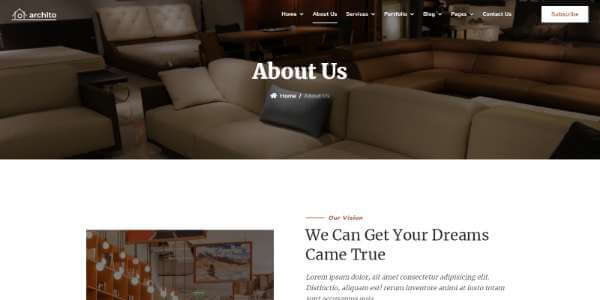 archito
Home
About Us
Services
Portfolio
Blog
Pages
Contact Us
Subscribe
About Us
Home / About Us
Our Vision
We Can Get Your Dreams
Came True
Lorem ipsum dolor, sit amet consectetur adipisicing elit.
Distinctio, aliquam est! rerum inventore animi at iusto totam